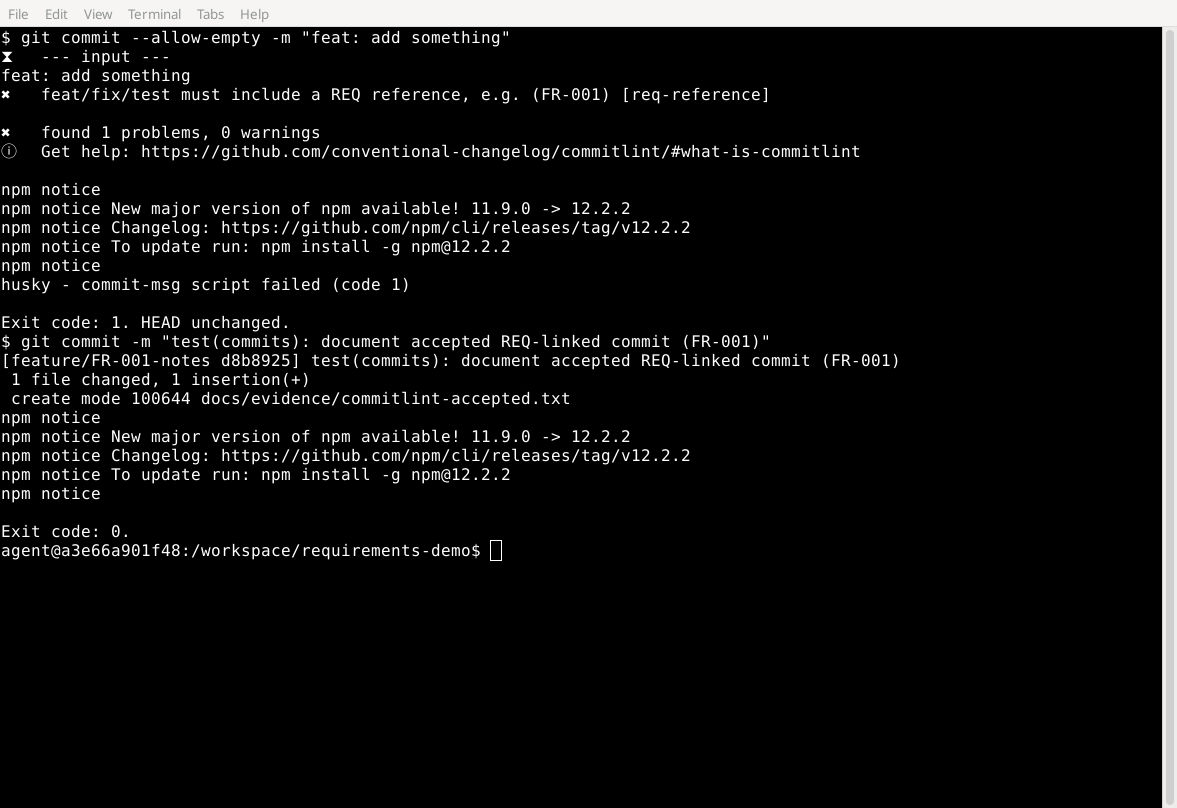 File Edit View Terminal Tabs Help
$ git commit --allow-empty -m "feat: add something"
⧗   --- input ---
feat: add something
✖   feat/fix/test must include a REQ reference, e.g. (FR-001) [req-reference]
✖   found 1 problems, 0 warnings
ⓘ   Get help: https://github.com/conventional-changelog/commitlint/#what-is-commitlint
npm notice
npm notice New major version of npm available! 11.9.0 -> 12.2.2
npm notice Changelog: https://github.com/npm/cli/releases/tag/v12.2.2
npm notice To update run: npm install -g npm@12.2.2
npm notice
husky - commit-msg script failed (code 1)
Exit code: 1. HEAD unchanged.
$ git commit -m "test(commits): document accepted REQ-linked commit (FR-001)"
[feature/FR-001-notes d8b8925] test(commits): document accepted REQ-linked commit (FR-001)
 1 file changed, 1 insertion(+)
 create mode 100644 docs/evidence/commitlint-accepted.txt
npm notice
npm notice New major version of npm available! 11.9.0 -> 12.2.2
npm notice Changelog: https://github.com/npm/cli/releases/tag/v12.2.2
npm notice To update run: npm install -g npm@12.2.2
npm notice
Exit code: 0.
agent@a3e66a901f48:/workspace/requirements-demo$